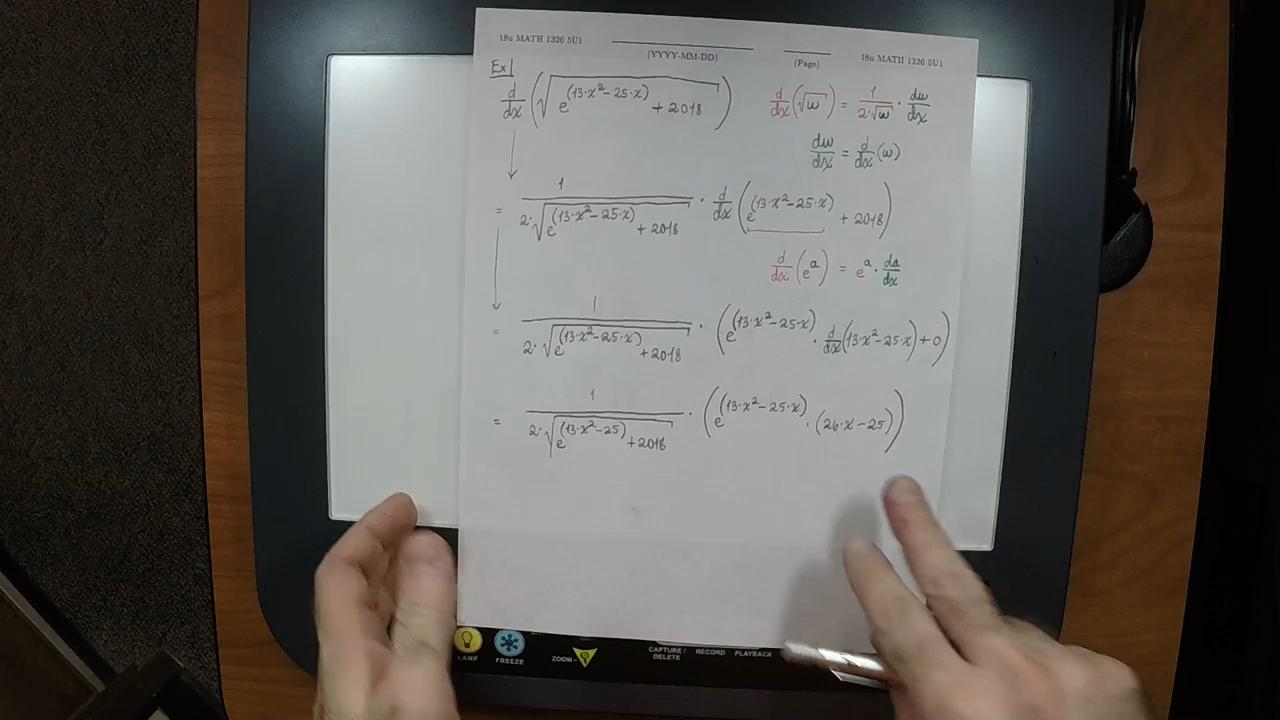 18u MATH 1326 5U1 (YYYY-MM-DD) (Page) 18u MATH 1326 5U1
Ex1
d/dx (√(e^(13·x²−25·x) + 2018)) d/dx(√w) = 1/(2·√w) · dw/dx
dw/dx = d/dx(w)
= 1/(2·√(e^(13·x²−25·x) + 2018)) · d/dx (e^(13·x²−25·x) + 2018)
d/dx(e^a) = e^a · da/dx
= 1/(2·√(e^(13·x²−25·x) + 2018)) · (e^(13·x²−25·x) · d/dx(13·x²−25·x) + 0)
= 1/(2·√(e^(13·x²−25) + 2018)) · (e^(13·x²−25·x) · (26·x−25))
LAMP FREEZE ZOOM− CAPTURE / DELETE RECORD PLAYBACK